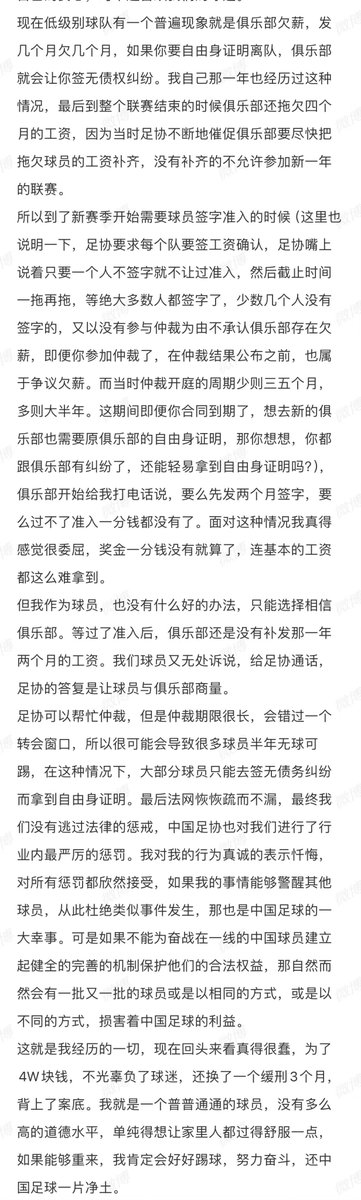 现在低级别球队有一个普遍现象就是俱乐部欠薪，发
几个月欠几个月，如果你要自由身证明离队，俱乐部
就会让你签无债权纠纷。我自己那一年也经历过这种
情况，最后到整个联赛结束的时候俱乐部还拖欠四个
月的工资，因为当时足协不断地催促俱乐部要尽快把
拖欠球员的工资补齐，没有补齐的不允许参加新一年
的联赛。
所以到了新赛季开始需要球员签字准入的时候（这里也
说明一下，足协要求每个队要签工资确认，足协嘴上
说着只要一个人不签字就不让过准入，然后截止时间
一拖再拖，等绝大多数人都签字了，少数几个人没有
签字的，又以没有参与仲裁为由不承认俱乐部存在欠
薪，即便你参加仲裁了，在仲裁结果公布之前，也属
于争议欠薪。而当时仲裁开庭的周期少则三五个月，
多则大半年。这期间即便你合同到期了，想去新的俱
乐部也需要原俱乐部的自由身证明，那你想想，你都
跟俱乐部有纠纷了，还能轻易拿到自由身证明吗?），
俱乐部开始给我打电话说，要么先发两个月签字，要
么过不了准入一分钱都没有了。面对这种情况我真得
感觉很委屈，奖金一分钱没有就算了，连基本的工资
都这么难拿到。
但我作为球员，也没有什么好的办法，只能选择相信
俱乐部。等过了准入后，俱乐部还是没有补发那一年
两个月的工资。我们球员又无处诉说，给足协通话，
足协的答复是让球员与俱乐部商量。
足协可以帮忙仲裁，但是仲裁期限很长，会错过一个
转会窗口，所以很可能会导致很多球员半年无球可
踢，在这种情况下，大部分球员只能去签无债务纠纷
而拿到自由身证明。最后法网恢恢疏而不漏，最终我
们没有逃过法律的惩戒，中国足协也对我们进行了行
业内最严厉的惩罚。我对我的行为真诚的表示忏悔，
对所有惩罚都欣然接受，如果我的事情能够警醒其他
球员，从此杜绝类似事件发生，那也是中国足球的一
大幸事。可是如果不能为奋战在一线的中国球员建立
起健全的完善的机制保护他们的合法权益，那自然而
然会有一批又一批的球员或是以相同的方式，或是以
不同的方式，损害着中国足球的利益。
这就是我经历的一切，现在回头来看真得很蠢，为了
4W块钱，不光辜负了球迷，还换了一个缓刑3个月，
背上了案底。我就是一个普普通通的球员，没有多么
高的道德水平，单纯得想让家里人都过得舒服一点，
如果能够重来，我肯定会好好踢球，努力奋斗，还中
国足球一片净土。